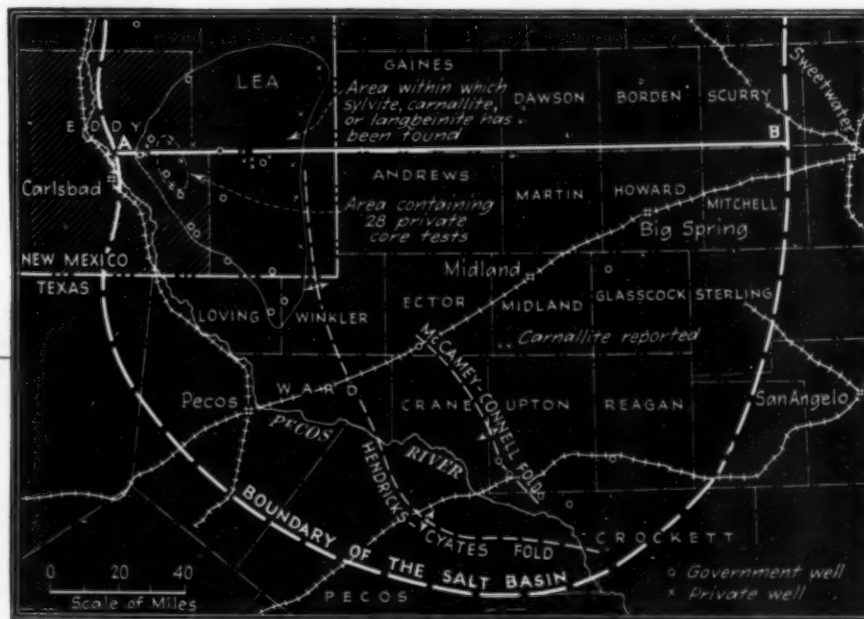 LEA
GAINES
Area within which
sylvite, carnallite,
or langbeinite has
been found
DAWSON
BORDEN
SCURRY
Sweetwater
EDDY
A
B
Carlsbad
ANDREWS
Area containing
28 private
core tests
MARTIN
HOWARD
MITCHELL
Big Spring
NEW MEXICO
TEXAS
Midland
LOVING
WINKLER
ECTOR
MIDLAND
GLASSCOCK
STERLING
Carnallite reported
McCAMEY-CONNELL FOLD
WARD
Pecos
CRANE
UPTON
REAGAN
San Angelo
PECOS RIVER
HENDRICKS-CYATES FOLD
BOUNDARY OF THE SALT BASIN
CROCKETT
0 20 40
Scale of Miles
PECOS
o Government well
x Private well